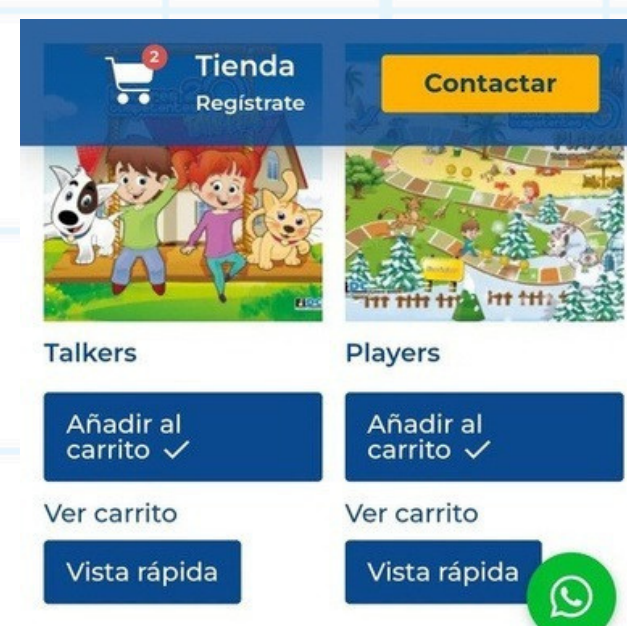 2
Tienda
Regístrate
Contactar
Talkers
Players
Añadir al
carrito
Añadir al
carrito
Ver carrito
Ver carrito
Vista rápida
Vista rápida